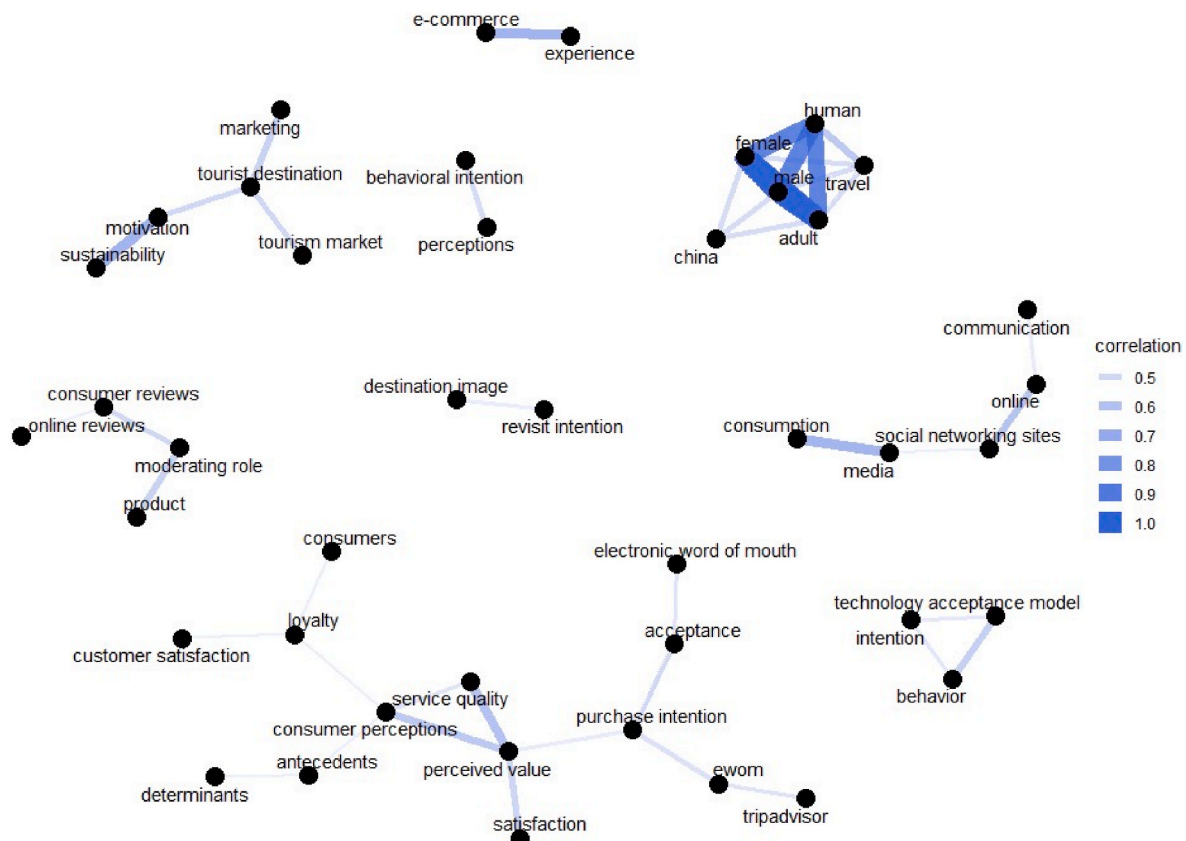 e-commerce
experience
marketing
tourist destination
motivation
sustainability
tourism market
behavioral intention
perceptions
human
female
male
travel
adult
china
communication
online
consumption
social networking sites
media
correlation
0.5
0.6
0.7
0.8
0.9
1.0
consumer reviews
online reviews
moderating role
product
destination image
revisit intention
consumers
loyalty
customer satisfaction
service quality
consumer perceptions
antecedents
determinants
perceived value
satisfaction
electronic word of mouth
acceptance
purchase intention
ewom
tripadvisor
technology acceptance model
intention
behavior